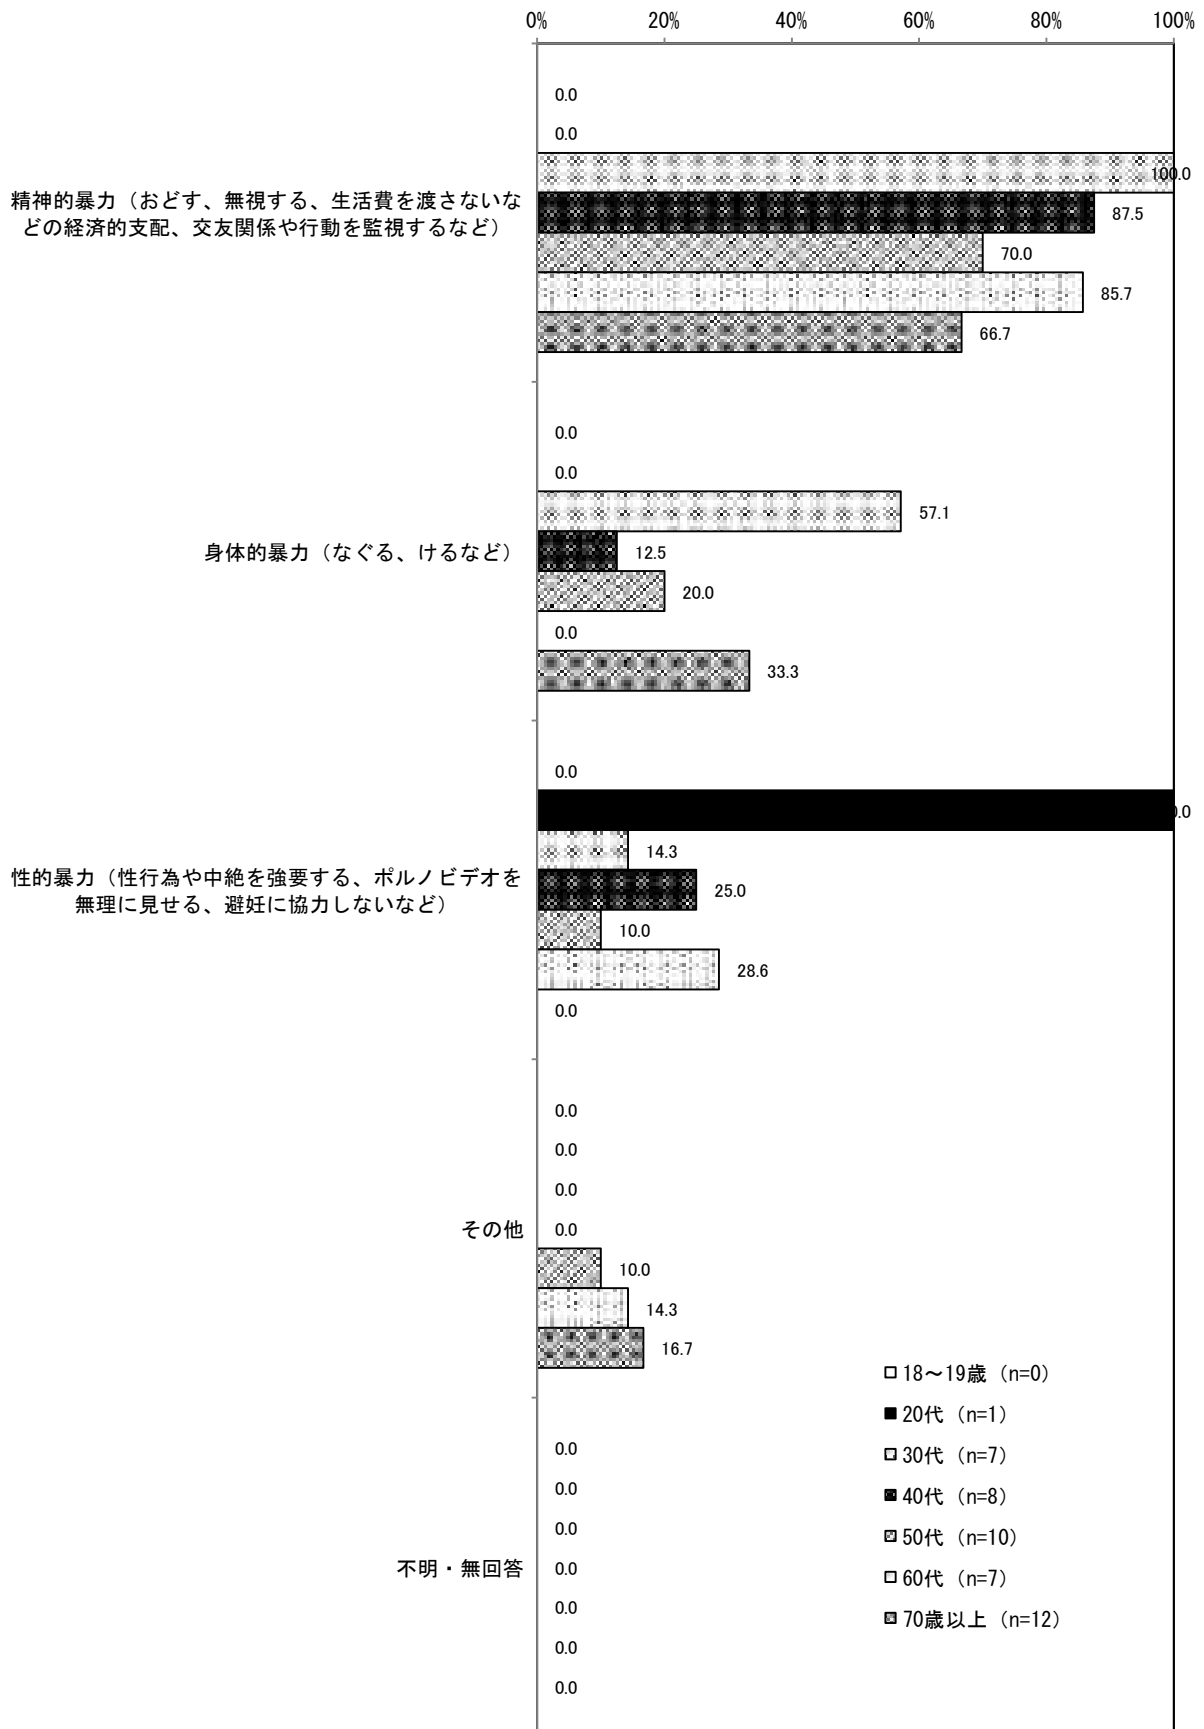 0% 20% 40% 60% 80% 100%
0.0
0.0
100.0
精神的暴力（おどす、無視する、生活費を渡さないな
どの経済的支配、交友関係や行動を監視するなど）
87.5
70.0
85.7
66.7
0.0
0.0
57.1
身体的暴力（なぐる、けるなど）
12.5
20.0
0.0
33.3
0.0
.0
14.3
性的暴力（性行為や中絶を強要する、ポルノビデオを
無理に見せる、避妊に協力しないなど）
25.0
10.0
28.6
0.0
0.0
0.0
0.0
その他
0.0
10.0
14.3
16.7
18～19歳（n=0）
20代（n=1）
30代（n=7）
40代（n=8）
50代（n=10）
60代（n=7）
70歳以上（n=12）
0.0
0.0
0.0
不明・無回答
0.0
0.0
0.0
0.0